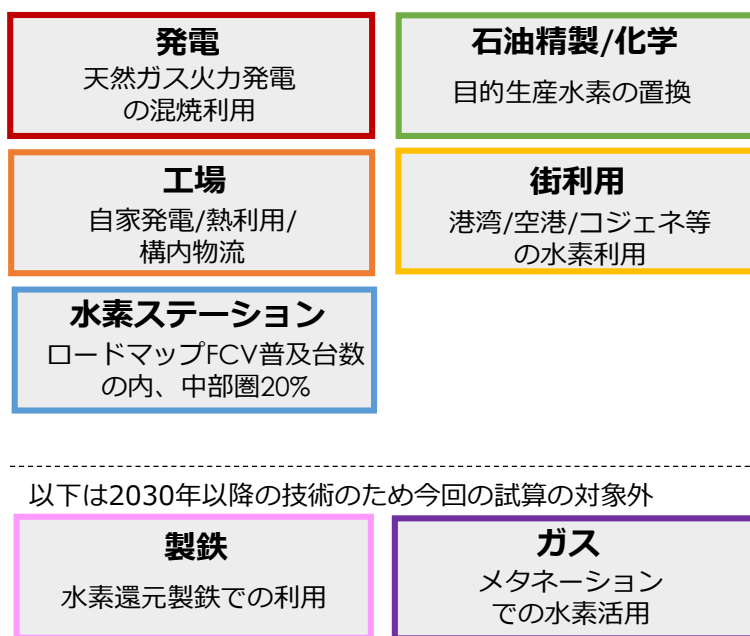 発電
天然ガス火力発電
の混焼利用
石油精製/化学
目的生産水素の置換
工場
自家発電/熱利用/
構内物流
街利用
港湾/空港/コジェネ等
の水素利用
水素ステーション
ロードマップFCV普及台数
の内、中部圏20%
以下は2030年以降の技術のため今回の試算の対象外
製鉄
水素還元製鉄での利用
ガス
メタネーション
での水素活用